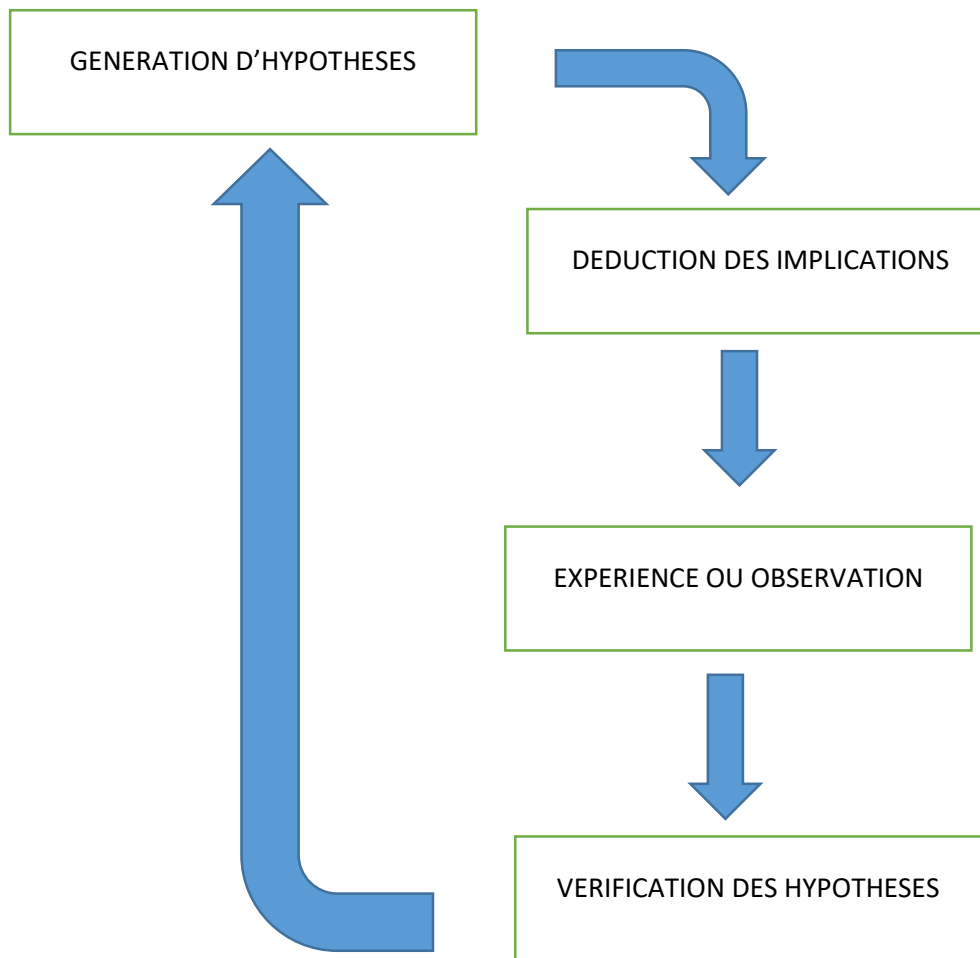 GENERATION D’HYPOTHESES
DEDUCTION DES IMPLICATIONS
EXPERIENCE OU OBSERVATION
VERIFICATION DES HYPOTHESES